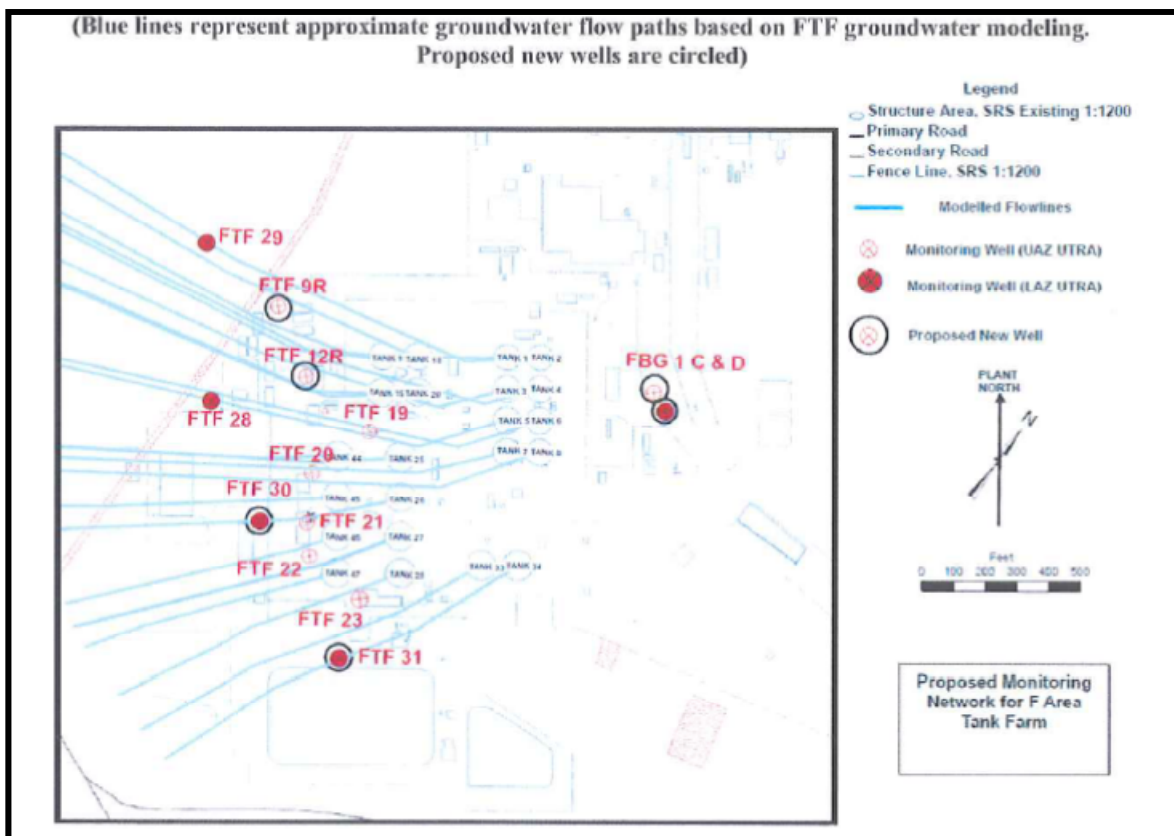 (Blue lines represent approximate groundwater flow paths based on FTF groundwater modeling.
Proposed new wells are circled)
Legend
Structure Area, SRS Existing 1:1200
Primary Road
Secondary Road
Fence Line, SRS 1:1200
Modelled Flowlines
Monitoring Well (UAZ UTRA)
Monitoring Well (LAZ UTRA)
Proposed New Well
PLANT
NORTH
N
Feet
0 100 200 300 400 500
Proposed Monitoring
Network for F Area
Tank Farm
FTF 29
FTF 9R
FTF 12R
FBG 1 C & D
FTF 28
FTF 19
FTF 20
FTF 30
FTF 21
FTF 22
FTF 23
FTF 31
TANK 1
TANK 2
TANK 3
TANK 4
TANK 5
TANK 6
TANK 7
TANK 8
TANK 20
TANK 44
TANK 25
TANK 27
TANK 47
TANK 28
TANK 33
TANK 34